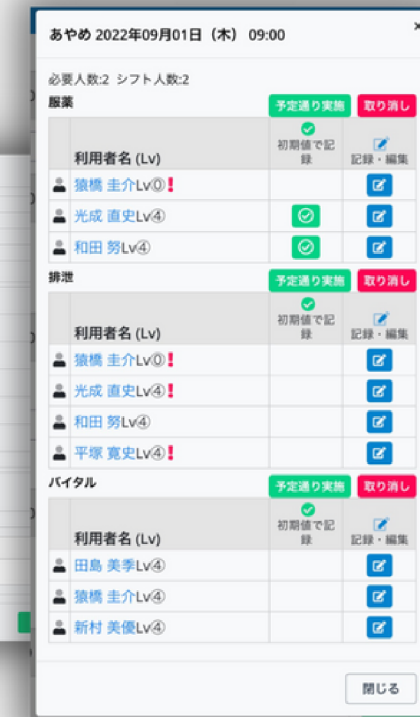 あやめ 2022年09月01日（木） 09:00
×
必要人数:2 シフト人数:2
服薬 予定通り実施 取り消し
利用者名 (Lv) 初期値で記録 記録・編集
猿橋 圭介Lv⓪❗
光成 直史Lv④
和田 努Lv④
排泄 予定通り実施 取り消し
利用者名 (Lv) 初期値で記録 記録・編集
猿橋 圭介Lv⓪❗
光成 直史Lv④❗
和田 努Lv④
平塚 寛史Lv④❗
バイタル 予定通り実施 取り消し
利用者名 (Lv) 初期値で記録 記録・編集
田島 美季Lv④
猿橋 圭介Lv④
新村 美優Lv④
閉じる